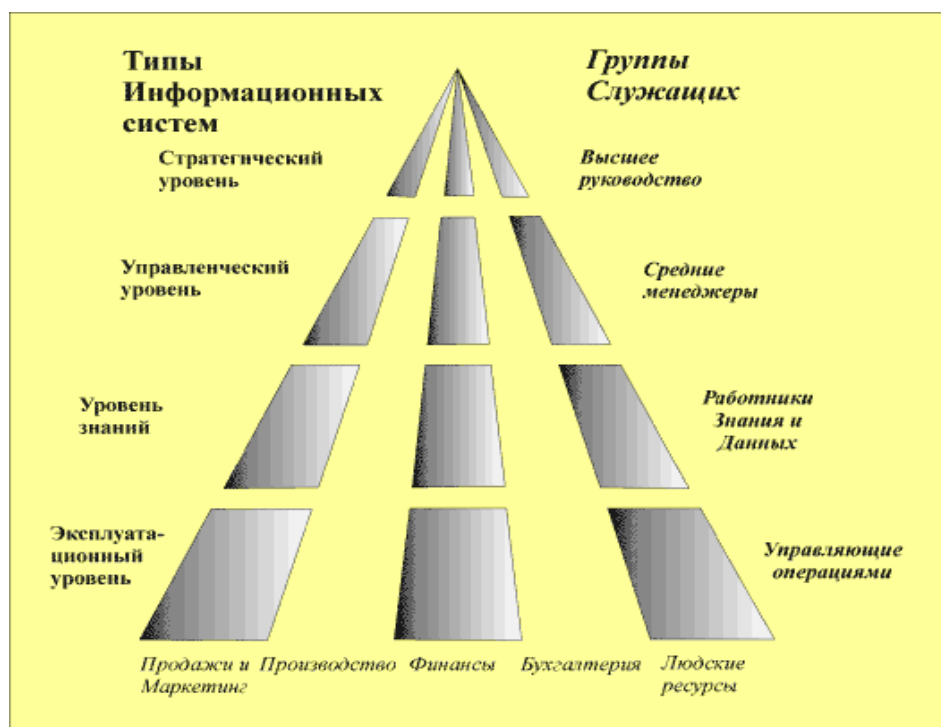 Типы
Информационных
систем
Группы
Служащих
Стратегический
уровень
Высшее
руководство
Управленческий
уровень
Средние
менеджеры
Уровень
знаний
Работники
Знания и
Данных
Эксплуата-
ционный
уровень
Управляющие
операциями
Продажи и
Маркетинг
Производство
Финансы
Бухгалтерия
Людские
ресурсы